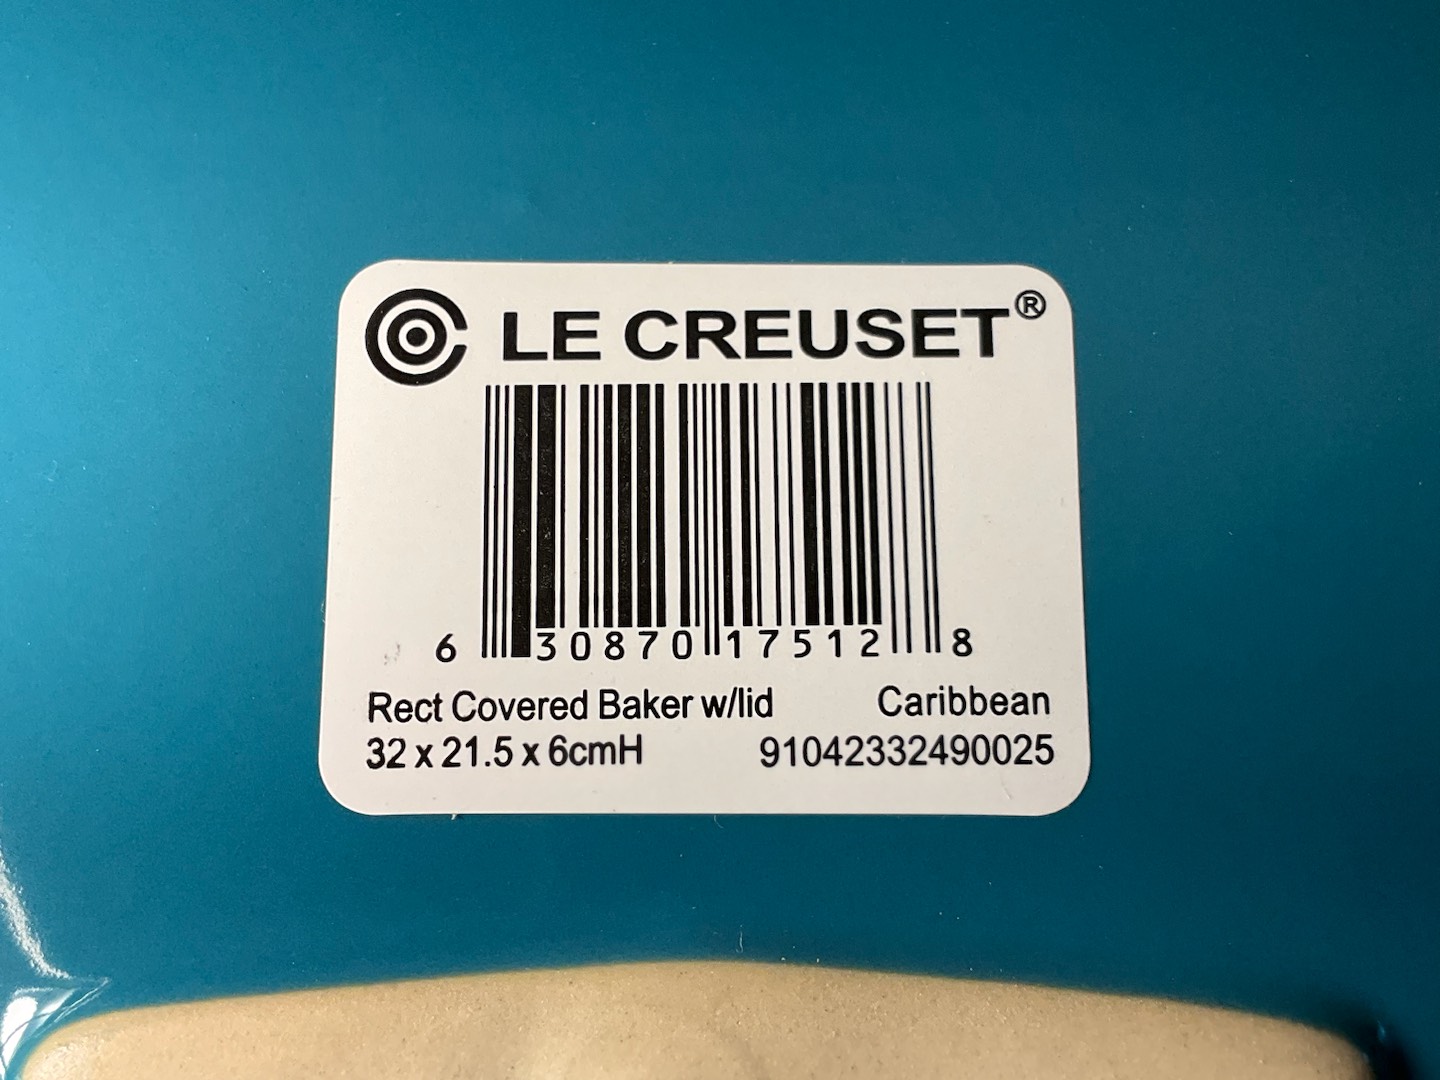 LE CREUSET®
6 30870 17512 8
Rect Covered Baker w/lid Caribbean
32 x 21.5 x 6cmH 91042332490025